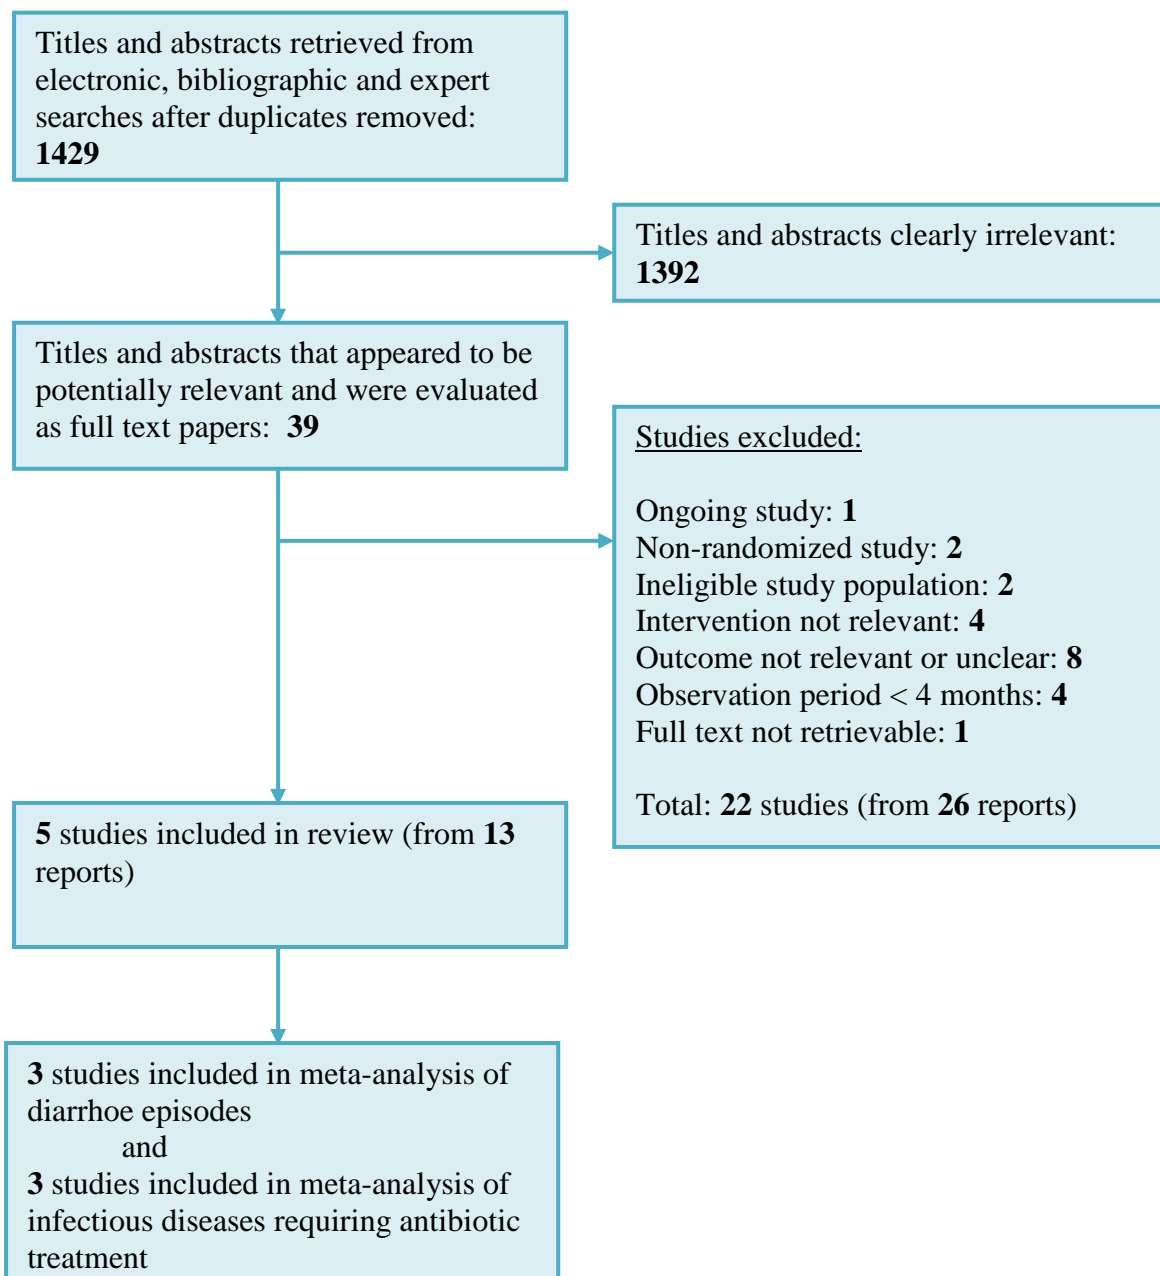 Titles and abstracts retrieved from
electronic, bibliographic and expert
searches after duplicates removed:
1429
Titles and abstracts clearly irrelevant:
1392
Titles and abstracts that appeared to be
potentially relevant and were evaluated
as full text papers: 39
Studies excluded:
Ongoing study: 1
Non-randomized study: 2
Ineligible study population: 2
Intervention not relevant: 4
Outcome not relevant or unclear: 8
Observation period < 4 months: 4
Full text not retrievable: 1
Total: 22 studies (from 26 reports)
5 studies included in review (from 13
reports)
3 studies included in meta-analysis of
diarrhoe episodes
and
3 studies included in meta-analysis of
infectious diseases requiring antibiotic
treatment